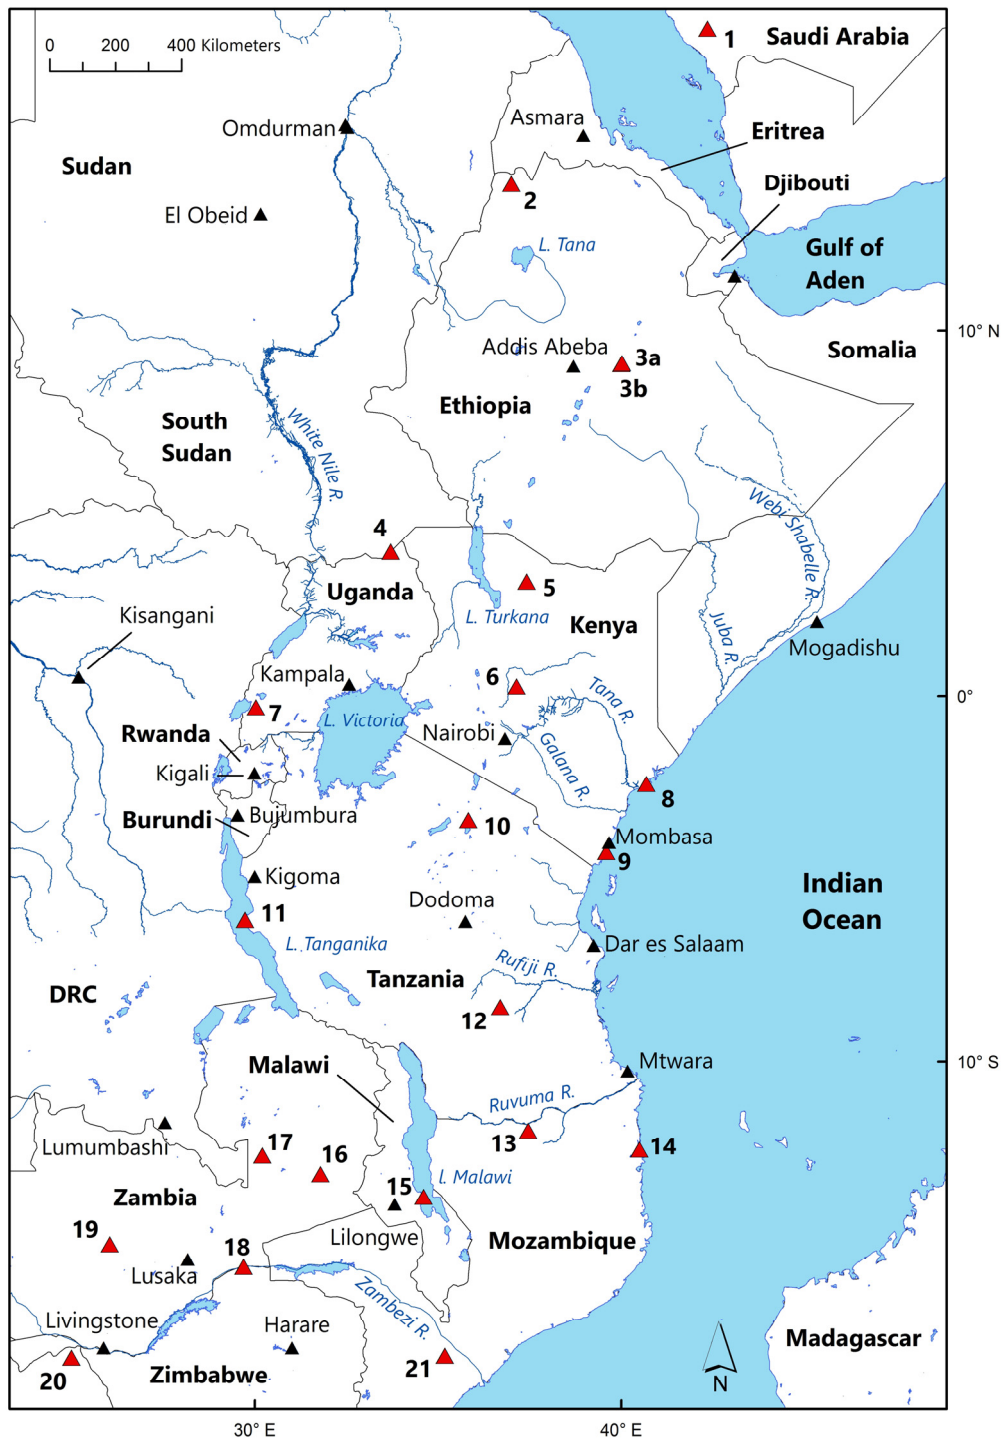 0 200 400 Kilometers
1
Saudi Arabia
Asmara
Omdurman
Eritrea
Sudan
Djibouti
2
El Obeid
L. Tana
Gulf of
Aden
10° N
Addis Abeba
3a
3b
Somalia
Ethiopia
South
Sudan
White Nile R.
Webi Shabelle R.
4
Uganda
5
Kisangani
L. Turkana
Kenya
Juba R.
Mogadishu
Kampala
6
0°
Tana R.
7
L. Victoria
Rwanda
Nairobi
Galana R.
Kigali
8
Burundi
Bujumbura
10
Mombasa
9
Kigoma
Indian
Ocean
Dodoma
11
L. Tanganika
Dar es Salaam
Rufiji R.
Tanzania
DRC
12
Malawi
Mtwara
10° S
Ruvuma R.
Lumumbashi
17
16
13
14
15
l. Malawi
Zambia
19
18
Lilongwe
Mozambique
Lusaka
Zambezi R.
Livingstone
Harare
Madagascar
20
Zimbabwe
21
N
30° E
40° E